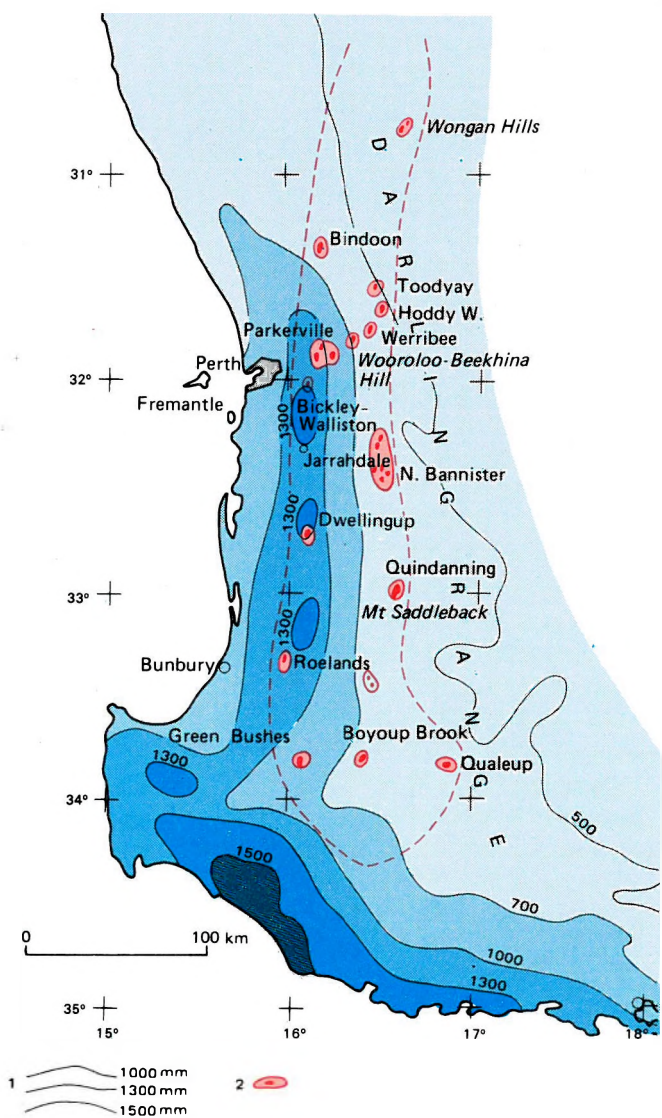 Wongan Hills
31°
Bindoon
Toodyay
Hoddy W.
Parkerville
Werribee
Wooroloo-Beekhina
Hill
Perth
32°
Fremantle
Bickley-
Walliston
1300
Jarrahdale
N. Bannister
1300
Dwellingup
Quindanning
33°
Mt Saddleback
1300
Bunbury
Roelands
Green Bushes
Boyoup Brook
Qualeup
1300
34°
DARLING RANGE
500
1500
700
0 100 km
1000
1300
35°
15° 16° 17° 18°
1 1000 mm 2
1300 mm
1500 mm